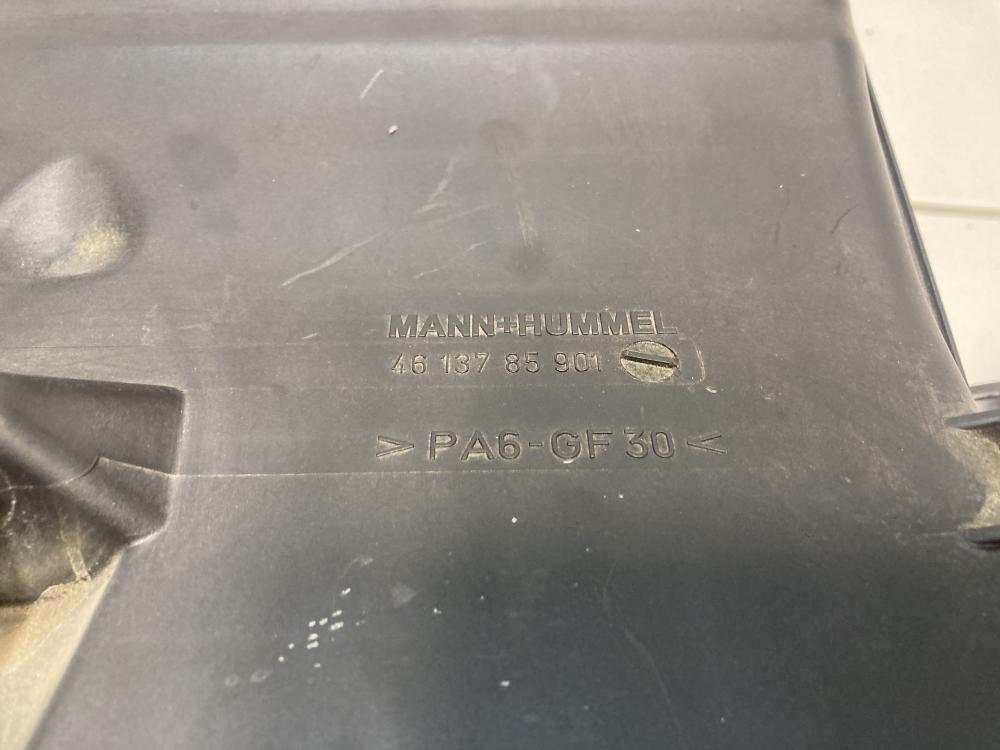 MANN+HUMMEL
46 137 85 901
>PA6-GF30<